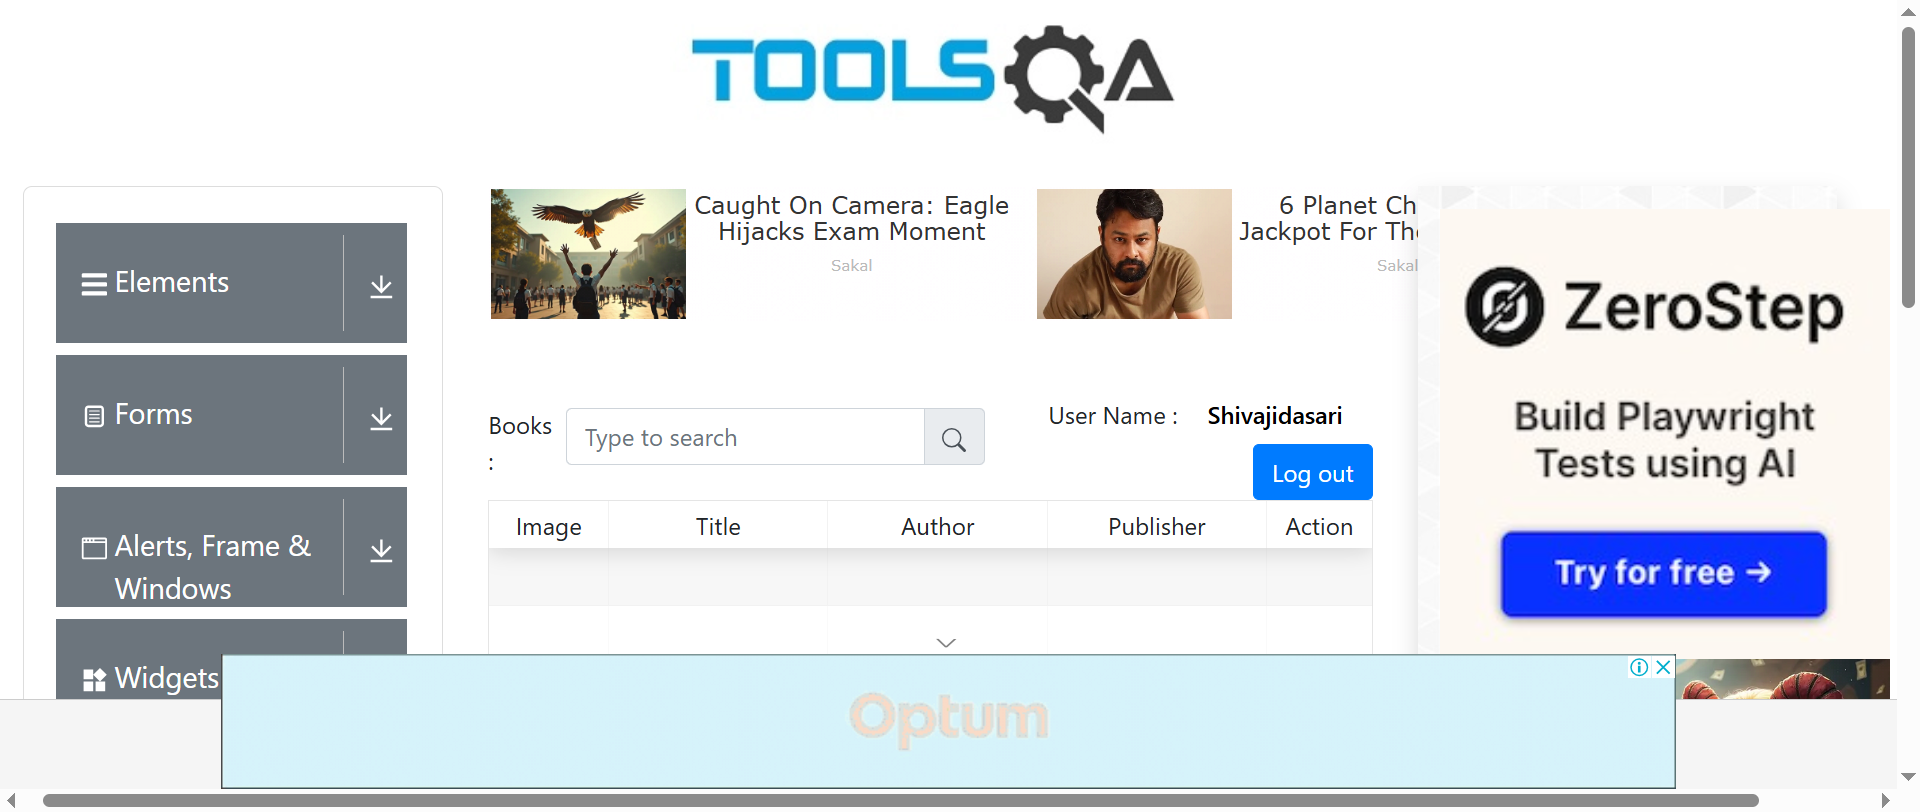 TOOLSQA
Elements
Forms
Alerts, Frame &
Windows
Widgets
Caught On Camera: Eagle
Hijacks Exam Moment
Sakal
6 Planet Ch
Jackpot For The
Sakal
Books
:
Type to search
User Name :
Shivajidasari
Log out
Image
Title
Author
Publisher
Action
ZeroStep
Build Playwright
Tests using AI
Try for free →
Optum